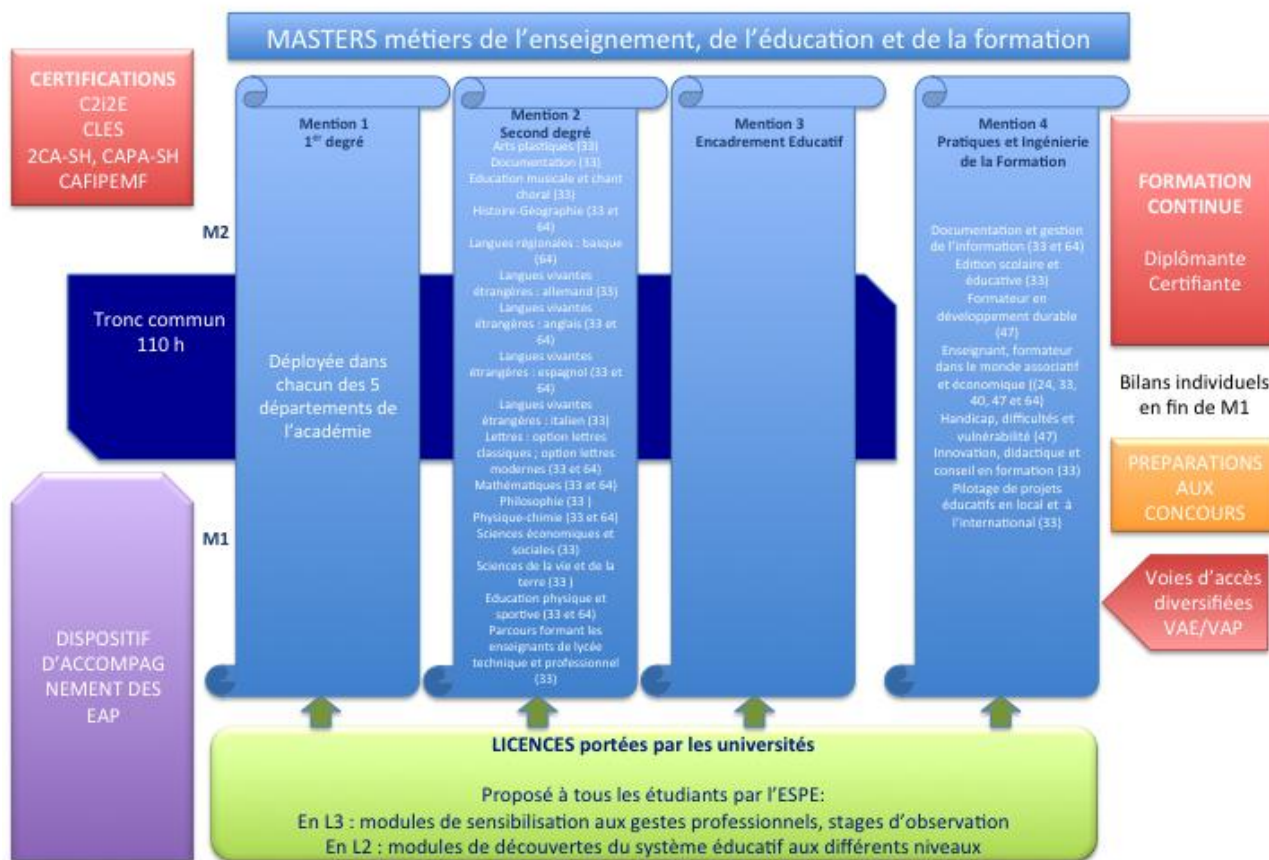 MASTERS métiers de l'enseignement, de l'éducation et de la formation
CERTIFICATIONS
C2i2E
CLES
2CA-SH, CAPA-SH
CAFIPEMF
M2
Tronc commun
110 h
M1
DISPOSITIF
D'ACCOMPAG
NEMENT DES
EAP
Mention 1
1er degré
Déployée dans
chacun des 5
départements de
l'académie
Mention 2
Second degré
Arts plastiques (33)
Documentation (33)
Education musicale et chant
choral (33)
Histoire-Géographie (33 et
64)
Langues régionales : basque
(64)
Langues vivantes
étrangères : allemand (33)
Langues vivantes
étrangères : anglais (33 et
64)
Langues vivantes
étrangères : espagnol (33 et
64)
Langues vivantes
étrangères : italien (33)
Lettres : option lettres
classiques ; option lettres
modernes (33 et 64)
Mathématiques (33 et 64)
Philosophie (33 )
Physique-chimie (33 et 64)
Sciences économiques et
sociales (33)
Sciences de la vie et de la
terre (33 )
Education physique et
sportive (33 et 64)
Parcours formant les
enseignants de lycée
technique et professionnel
(33)
Mention 3
Encadrement Educatif
Mention 4
Pratiques et Ingénierie
de la Formation
Documentation et gestion
de l'information (33 et 64)
Edition scolaire et
éducative (33)
Formateur en
développement durable
(47)
Enseignant, formateur
dans le monde associatif
et économique ((24, 33,
40, 47 et 64)
Handicap, difficultés et
vulnérabilité (47)
Innovation, didactique et
conseil en formation (33)
Pilotage de projets
éducatifs en local et à
l'international (33)
FORMATION
CONTINUE
Diplômante
Certifiante
Bilans individuels
en fin de M1
PREPARATIONS
AUX
CONCOURS
Voies d'accès
diversifiées
VAE/VAP
LICENCES portées par les universités
Proposé à tous les étudiants par l'ESPE:
En L3 : modules de sensibilisation aux gestes professionnels, stages d'observation
En L2 : modules de découvertes du système éducatif aux différents niveaux